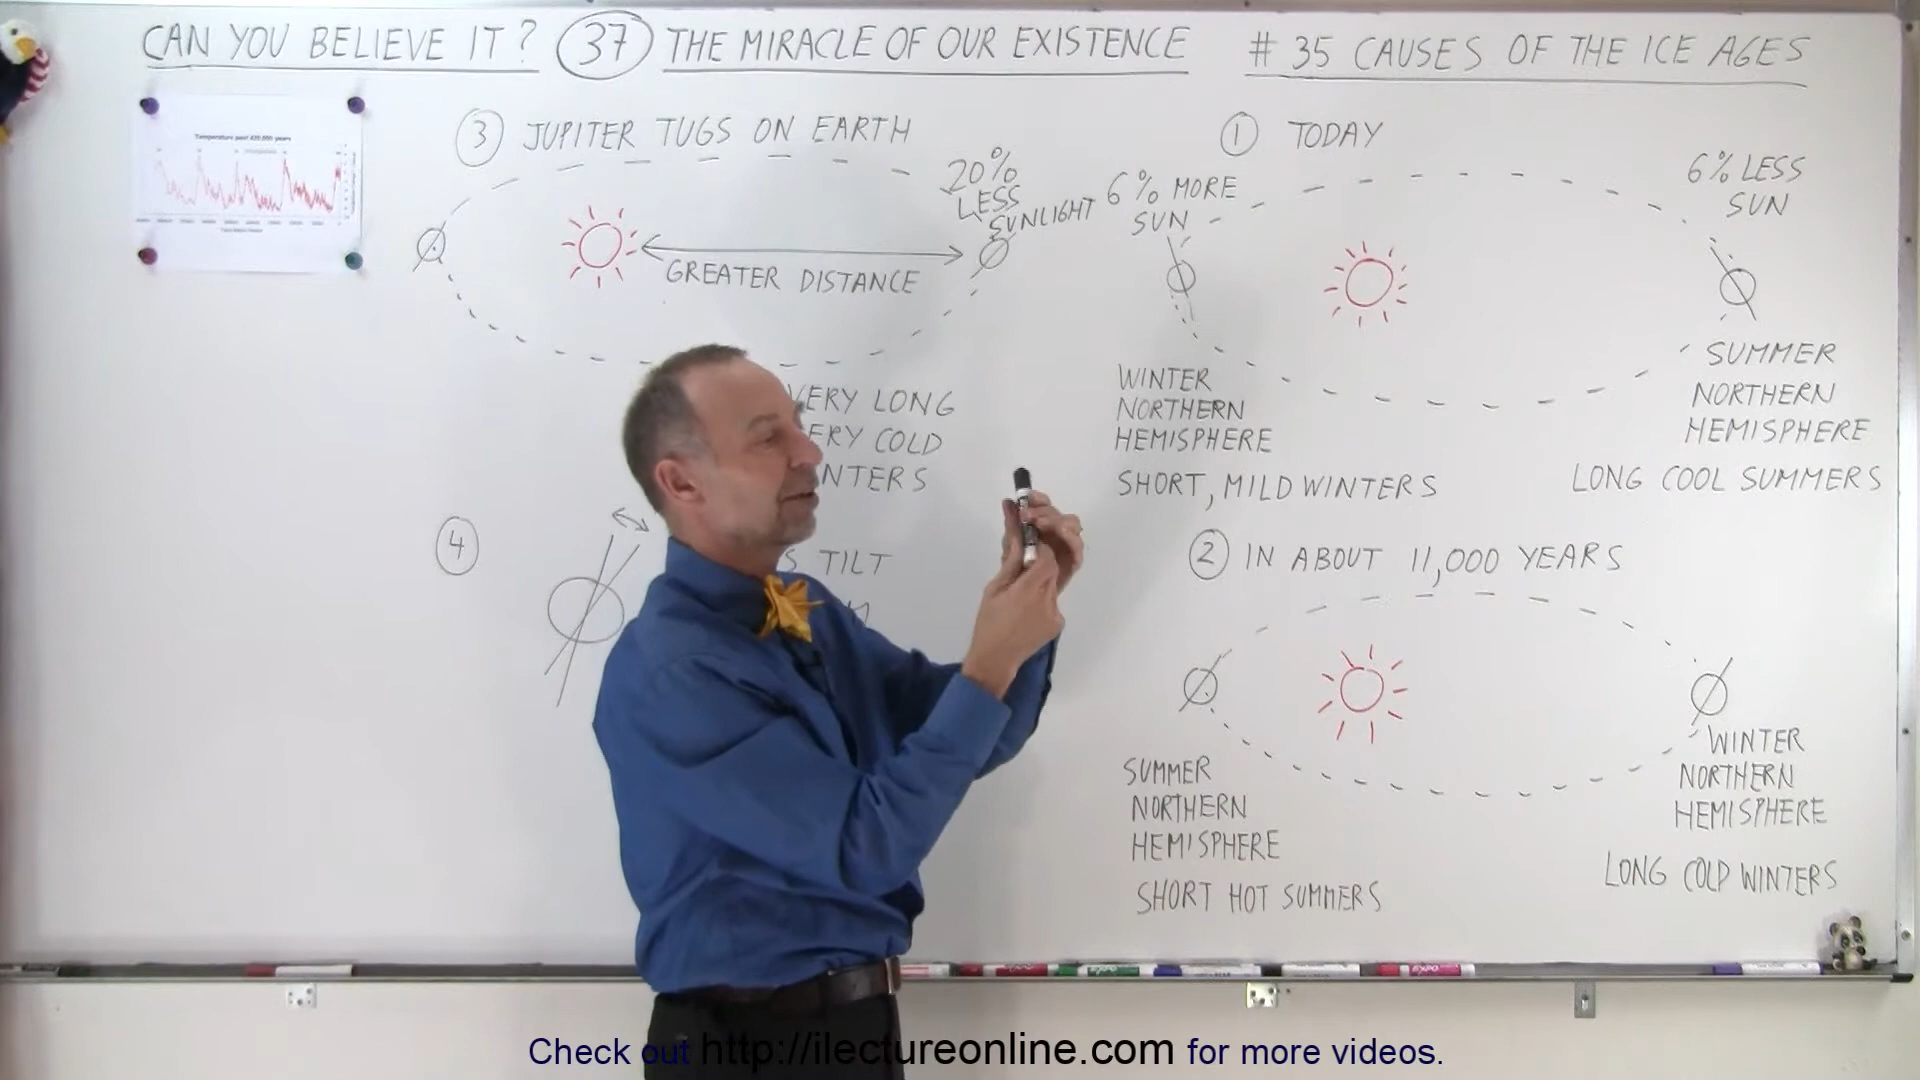 CAN YOU BELIEVE IT? 37 THE MIRACLE OF OUR EXISTENCE # 35 CAUSES OF THE ICE AGES
Temperature past 420,000 years
3 JUPITER TUGS ON EARTH
20%
LESS
SUNLIGHT
GREATER DISTANCE
VERY LONG
VERY COLD
WINTERS
4
TILT
1 TODAY
6% MORE
SUN
6% LESS
SUN
WINTER
NORTHERN
HEMISPHERE
SHORT, MILD WINTERS
SUMMER
NORTHERN
HEMISPHERE
LONG COOL SUMMERS
2 IN ABOUT 11,000 YEARS
SUMMER
NORTHERN
HEMISPHERE
SHORT HOT SUMMERS
WINTER
NORTHERN
HEMISPHERE
LONG COLD WINTERS
Check out http://ilectureonline.com for more videos.